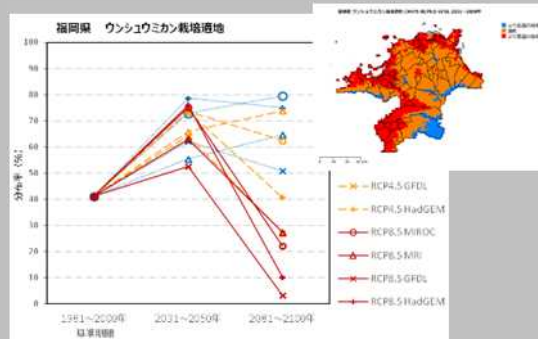 福岡県　ウンシュウミカン栽培適地
100
90
80
70
60
50
40
30
20
10
0
分布率 (%)
1981～2000年
基準期間
2031～2050年
2081～2100年
RCP4.5 GFDL
RCP4.5 HadGEM
RCP8.5 MIROC
RCP8.5 MRI
RCP8.5 GFDL
RCP8.5 HadGEM